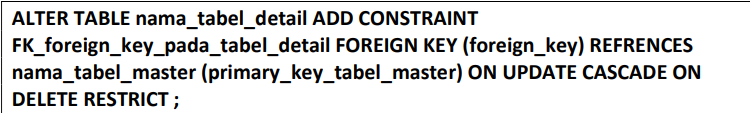 ALTER TABLE nama_tabel_detail ADD CONSTRAINT
FK_foreign_key_pada_tabel_detail FOREIGN KEY (foreign_key) REFRENCES
nama_tabel_master (primary_key_tabel_master) ON UPDATE CASCADE ON
DELETE RESTRICT ;